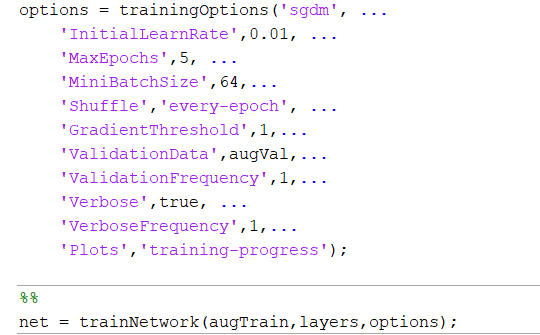 options = trainingOptions('sgdm', ...
'InitialLearnRate',0.01, ...
'MaxEpochs',5, ...
'MiniBatchSize',64,...
'Shuffle','every-epoch', ...
'GradientThreshold',1,...
'ValidationData',augVal,...
'ValidationFrequency',1,...
'Verbose',true, ...
'VerboseFrequency',1,...
'Plots','training-progress');
%%
net = trainNetwork(augTrain,layers,options);